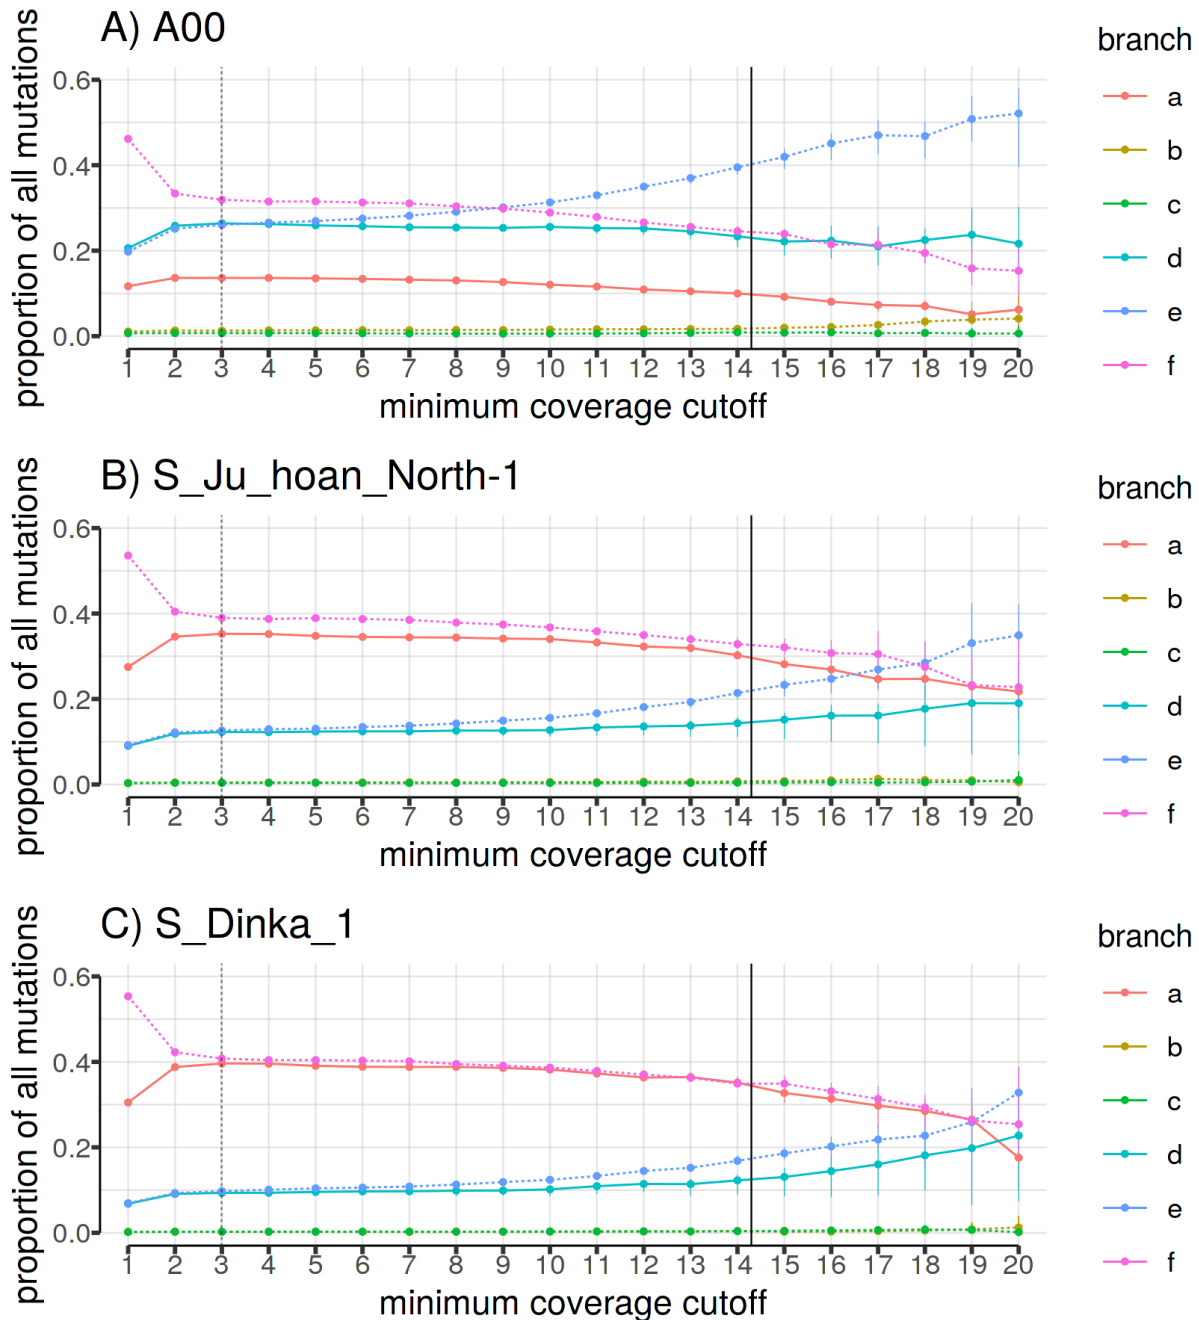 A) A00
proportion of all mutations
0.6
0.4
0.2
0.0
1 2 3 4 5 6 7 8 9 10 11 12 13 14 15 16 17 18 19 20
minimum coverage cutoff
branch
a
b
c
d
e
f
B) S_Ju_hoan_North-1
proportion of all mutations
0.6
0.4
0.2
0.0
1 2 3 4 5 6 7 8 9 10 11 12 13 14 15 16 17 18 19 20
minimum coverage cutoff
branch
a
b
c
d
e
f
C) S_Dinka_1
proportion of all mutations
0.6
0.4
0.2
0.0
1 2 3 4 5 6 7 8 9 10 11 12 13 14 15 16 17 18 19 20
minimum coverage cutoff
branch
a
b
c
d
e
f